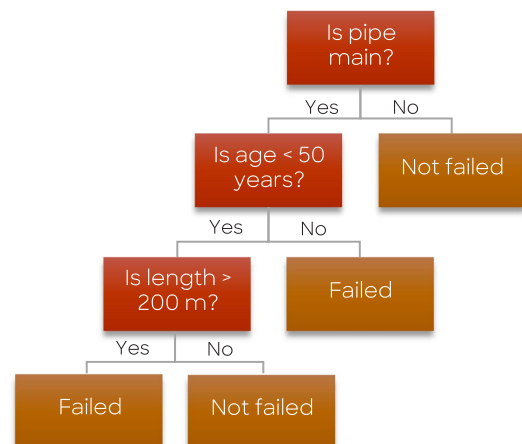 Is pipe
main?
Yes
No
Is age < 50
years?
Not failed
Yes
No
Is length >
200 m?
Failed
Yes
No
Failed
Not failed